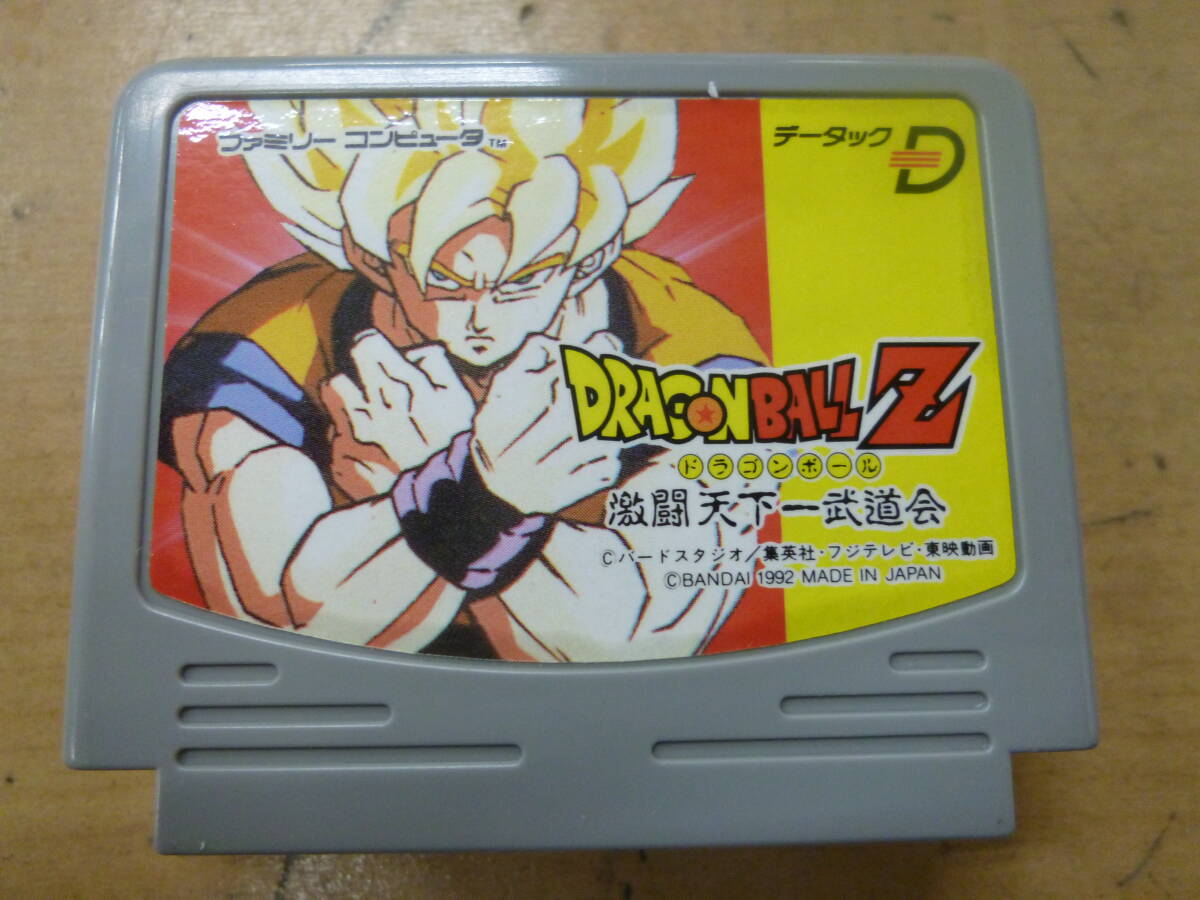 ファミリー コンピュータ TM
データック D
DRAGON BALL Z
ドラゴンボール
激闘 天下一武道会
©バードスタジオ/集英社・フジテレビ・東映動画
©BANDAI 1992 MADE IN JAPAN